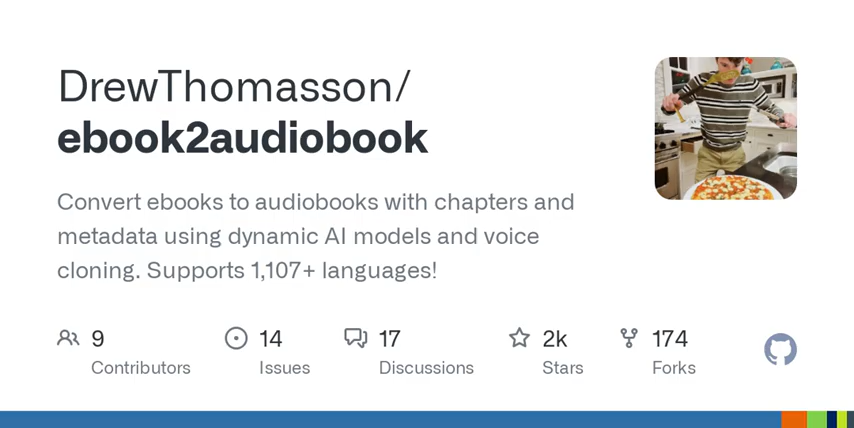 DrewThomasson/
ebook2audiobook
Convert ebooks to audiobooks with chapters and
metadata using dynamic AI models and voice
cloning. Supports 1,107+ languages!
9
Contributors
14
Issues
17
Discussions
2k
Stars
174
Forks